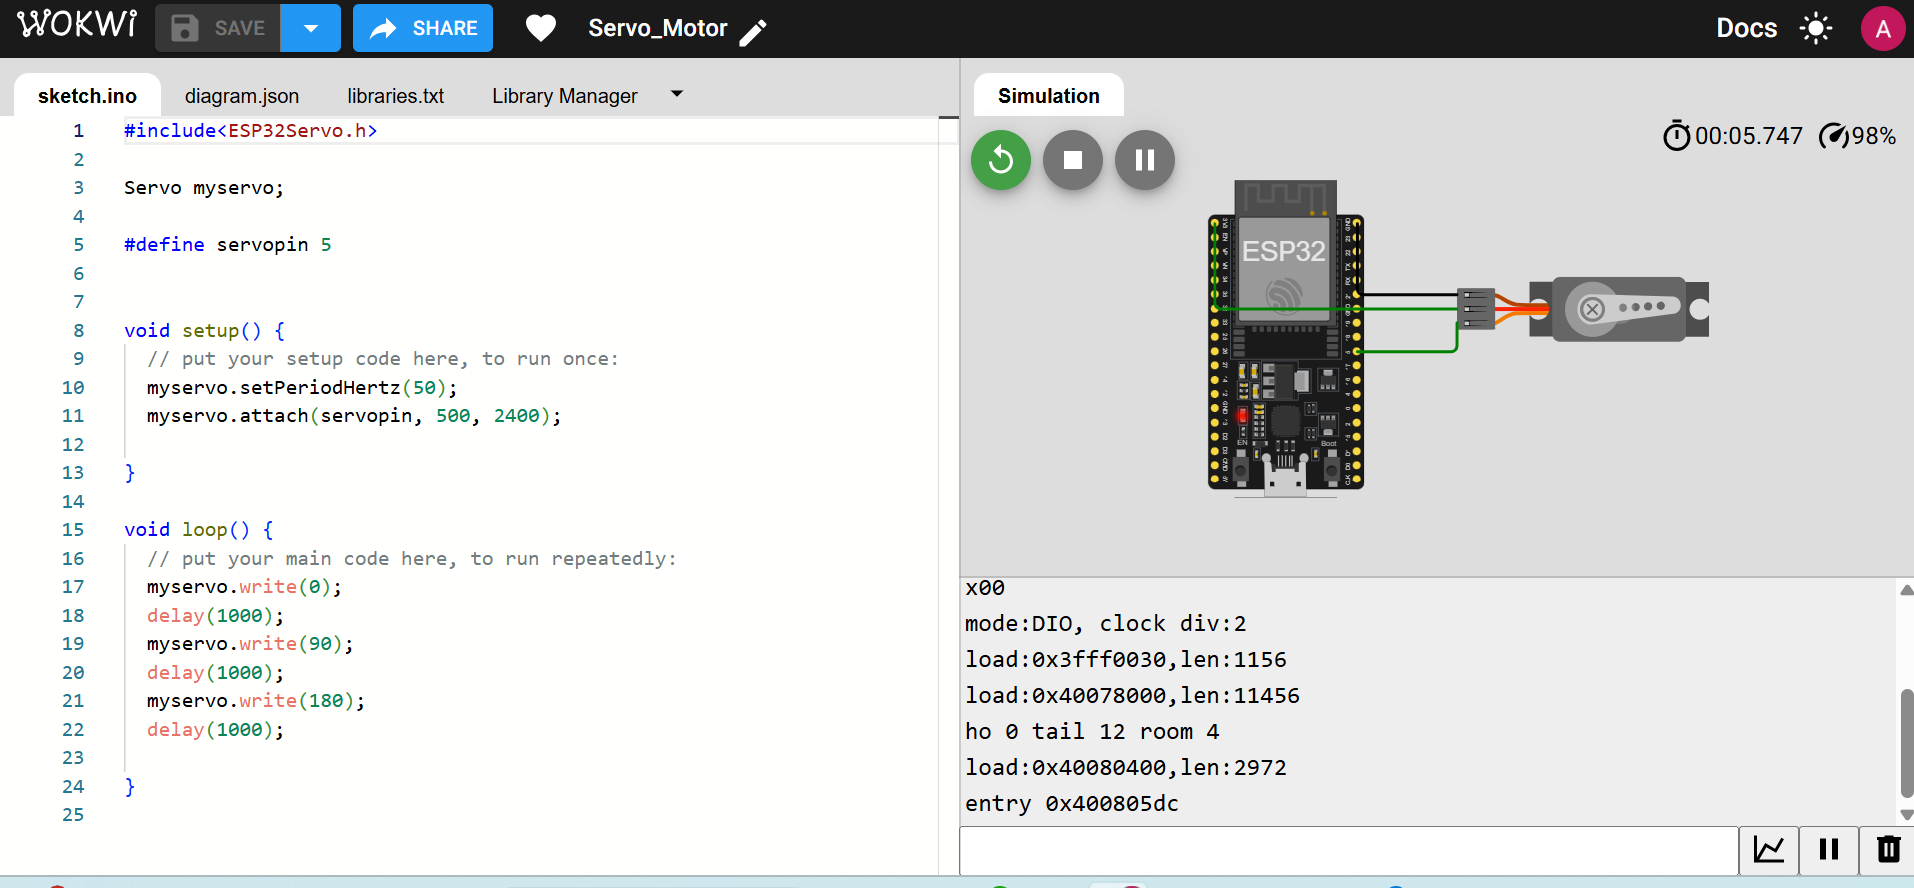 WOKWi SAVE SHARE Servo_Motor Docs A
sketch.ino diagram.json libraries.txt Library Manager
1 #include<ESP32Servo.h>
2
3 Servo myservo;
4
5 #define servopin 5
6
7
8 void setup() {
9 // put your setup code here, to run once:
10 myservo.setPeriodHertz(50);
11 myservo.attach(servopin, 500, 2400);
12
13 }
14
15 void loop() {
16 // put your main code here, to run repeatedly:
17 myservo.write(0);
18 delay(1000);
19 myservo.write(90);
20 delay(1000);
21 myservo.write(180);
22 delay(1000);
23
24 }
25
Simulation
00:05.747 98%
ESP32
EN
Boot
x00
mode:DIO, clock div:2
load:0x3fff0030,len:1156
load:0x40078000,len:11456
ho 0 tail 12 room 4
load:0x40080400,len:2972
entry 0x400805dc